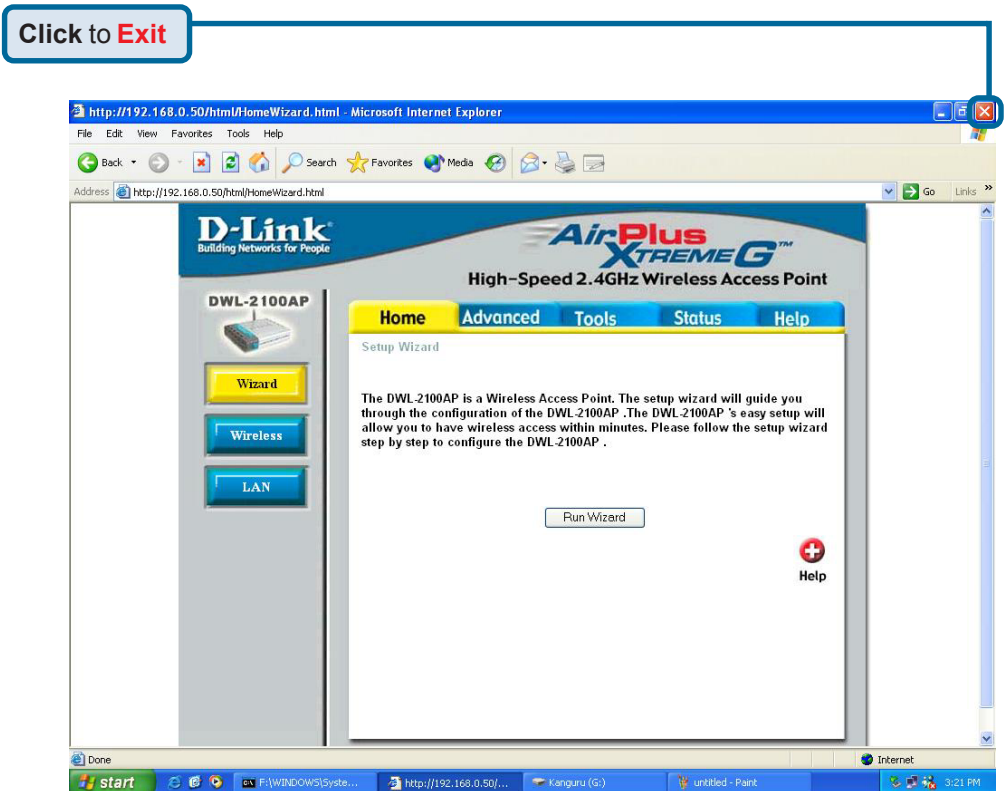 Click to Exit
http://192.168.0.50/html/HomeWizard.html - Microsoft Internet Explorer
File Edit View Favorites Tools Help
Back Search Favorites Media
Address http://192.168.0.50/html/HomeWizard.html Go Links »
D-Link
Building Networks for People
AirPlus
XTREME G™
High-Speed 2.4GHz Wireless Access Point
DWL-2100AP
Home Advanced Tools Status Help
Setup Wizard
Wizard
Wireless
LAN
The DWL-2100AP is a Wireless Access Point. The setup wizard will guide you
through the configuration of the DWL-2100AP .The DWL-2100AP 's easy setup will
allow you to have wireless access within minutes. Please follow the setup wizard
step by step to configure the DWL-2100AP .
Run Wizard
Help
Done Internet
start F:\WINDOWS\Syste... http://192.168.0.50/... Kanguru (G:) untitled - Paint 3:21 PM